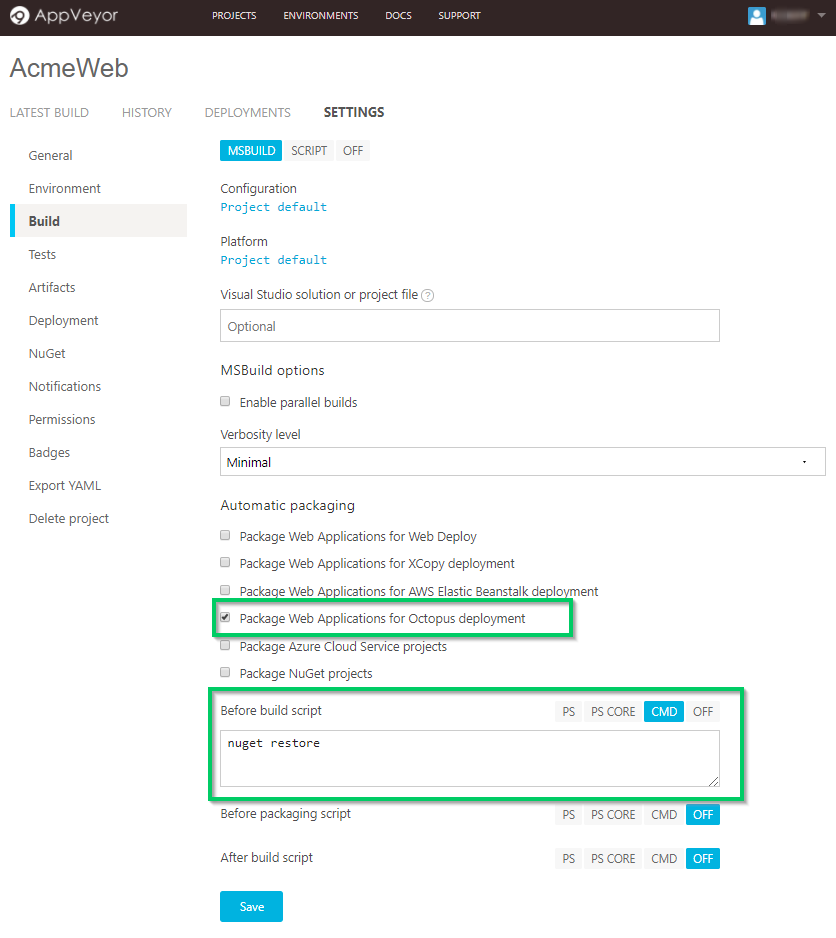 AppVeyor PROJECTS ENVIRONMENTS DOCS SUPPORT
AcmeWeb
LATEST BUILD HISTORY DEPLOYMENTS SETTINGS
General
Environment
Build
Tests
Artifacts
Deployment
NuGet
Notifications
Permissions
Badges
Export YAML
Delete project
MSBUILD SCRIPT OFF
Configuration
Project default
Platform
Project default
Visual Studio solution or project file ?
Optional
MSBuild options
Enable parallel builds
Verbosity level
Minimal
Automatic packaging
Package Web Applications for Web Deploy
Package Web Applications for XCopy deployment
Package Web Applications for AWS Elastic Beanstalk deployment
Package Web Applications for Octopus deployment
Package Azure Cloud Service projects
Package NuGet projects
Before build script PS PS CORE CMD OFF
nuget restore
Before packaging script PS PS CORE CMD OFF
After build script PS PS CORE CMD OFF
Save